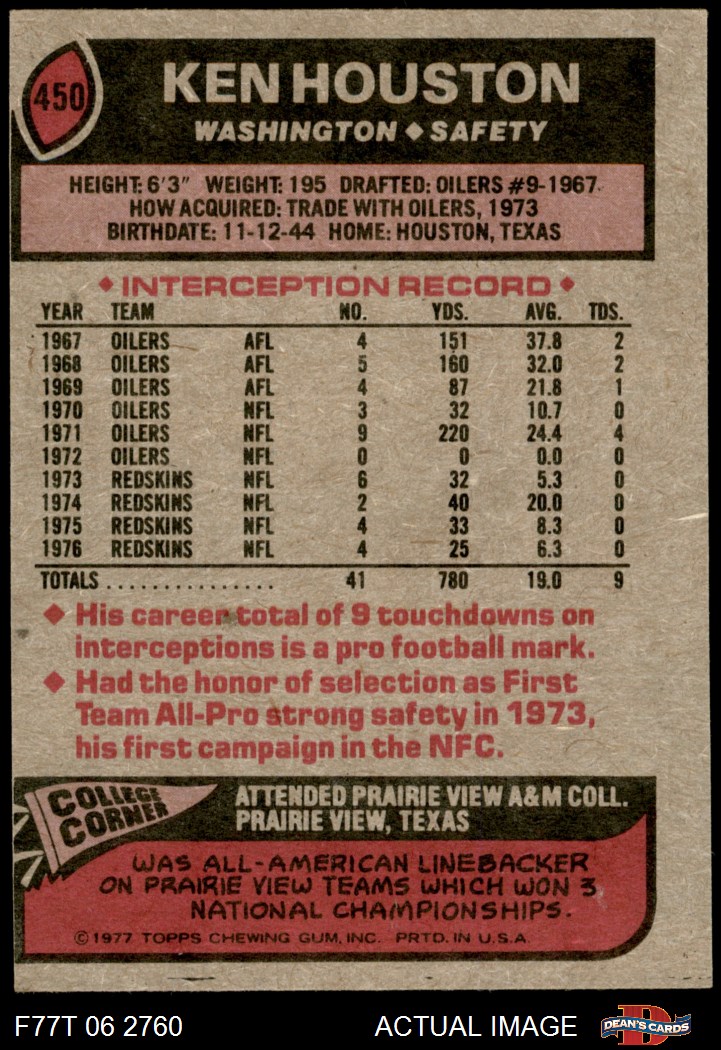 450
KEN HOUSTON
WASHINGTON ◆ SAFETY
HEIGHT: 6'3" WEIGHT: 195 DRAFTED: OILERS #9-1967
HOW ACQUIRED: TRADE WITH OILERS, 1973
BIRTHDATE: 11-12-44 HOME: HOUSTON, TEXAS
◆ INTERCEPTION RECORD ◆
YEAR TEAM NO. YDS. AVG. TDS.
1967 OILERS AFL 4 151 37.8 2
1968 OILERS AFL 5 160 32.0 2
1969 OILERS AFL 4 87 21.8 1
1970 OILERS NFL 3 32 10.7 0
1971 OILERS NFL 9 220 24.4 4
1972 OILERS NFL 0 0 0.0 0
1973 REDSKINS NFL 6 32 5.3 0
1974 REDSKINS NFL 2 40 20.0 0
1975 REDSKINS NFL 4 33 8.3 0
1976 REDSKINS NFL 4 25 6.3 0
TOTALS ................ 41 780 19.0 9
◆ His career total of 9 touchdowns on
interceptions is a pro football mark.
◆ Had the honor of selection as First
Team All-Pro strong safety in 1973,
his first campaign in the NFC.
COLLEGE
CORNER
ATTENDED PRAIRIE VIEW A&M COLL.
PRAIRIE VIEW, TEXAS
WAS ALL-AMERICAN LINEBACKER
ON PRAIRIE VIEW TEAMS WHICH WON 3
NATIONAL CHAMPIONSHIPS.
©1977 TOPPS CHEWING GUM, INC. PRTD. IN U.S.A.
F77T 06 2760 ACTUAL IMAGE D DEAN'S CARDS